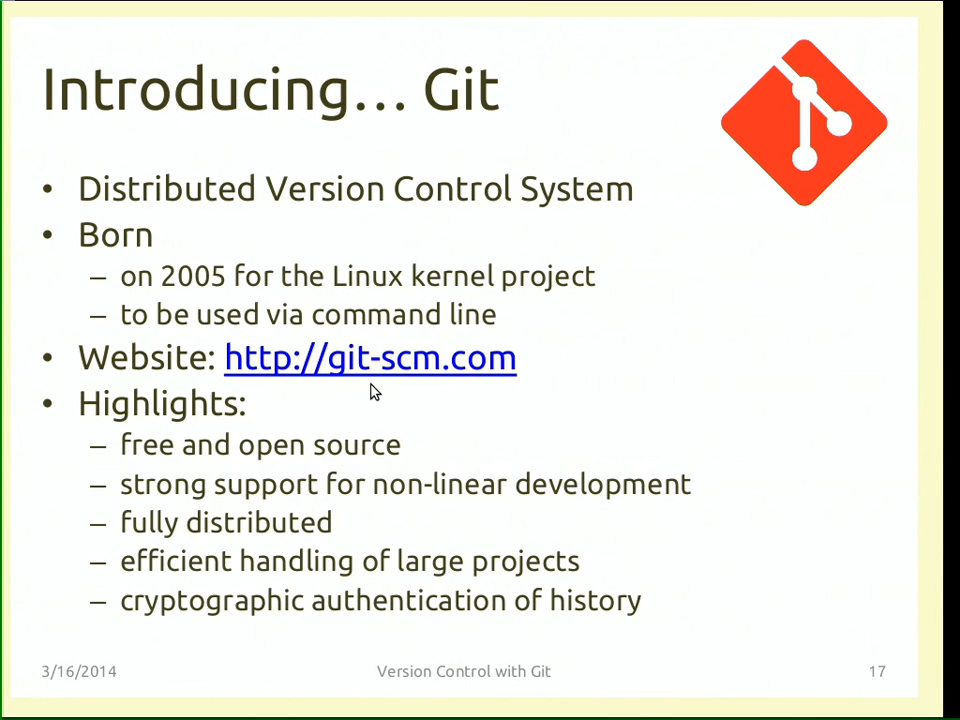 Introducing... Git
• Distributed Version Control System
• Born
– on 2005 for the Linux kernel project
– to be used via command line
• Website: http://git-scm.com
• Highlights:
– free and open source
– strong support for non-linear development
– fully distributed
– efficient handling of large projects
– cryptographic authentication of history
3/16/2014 Version Control with Git 17